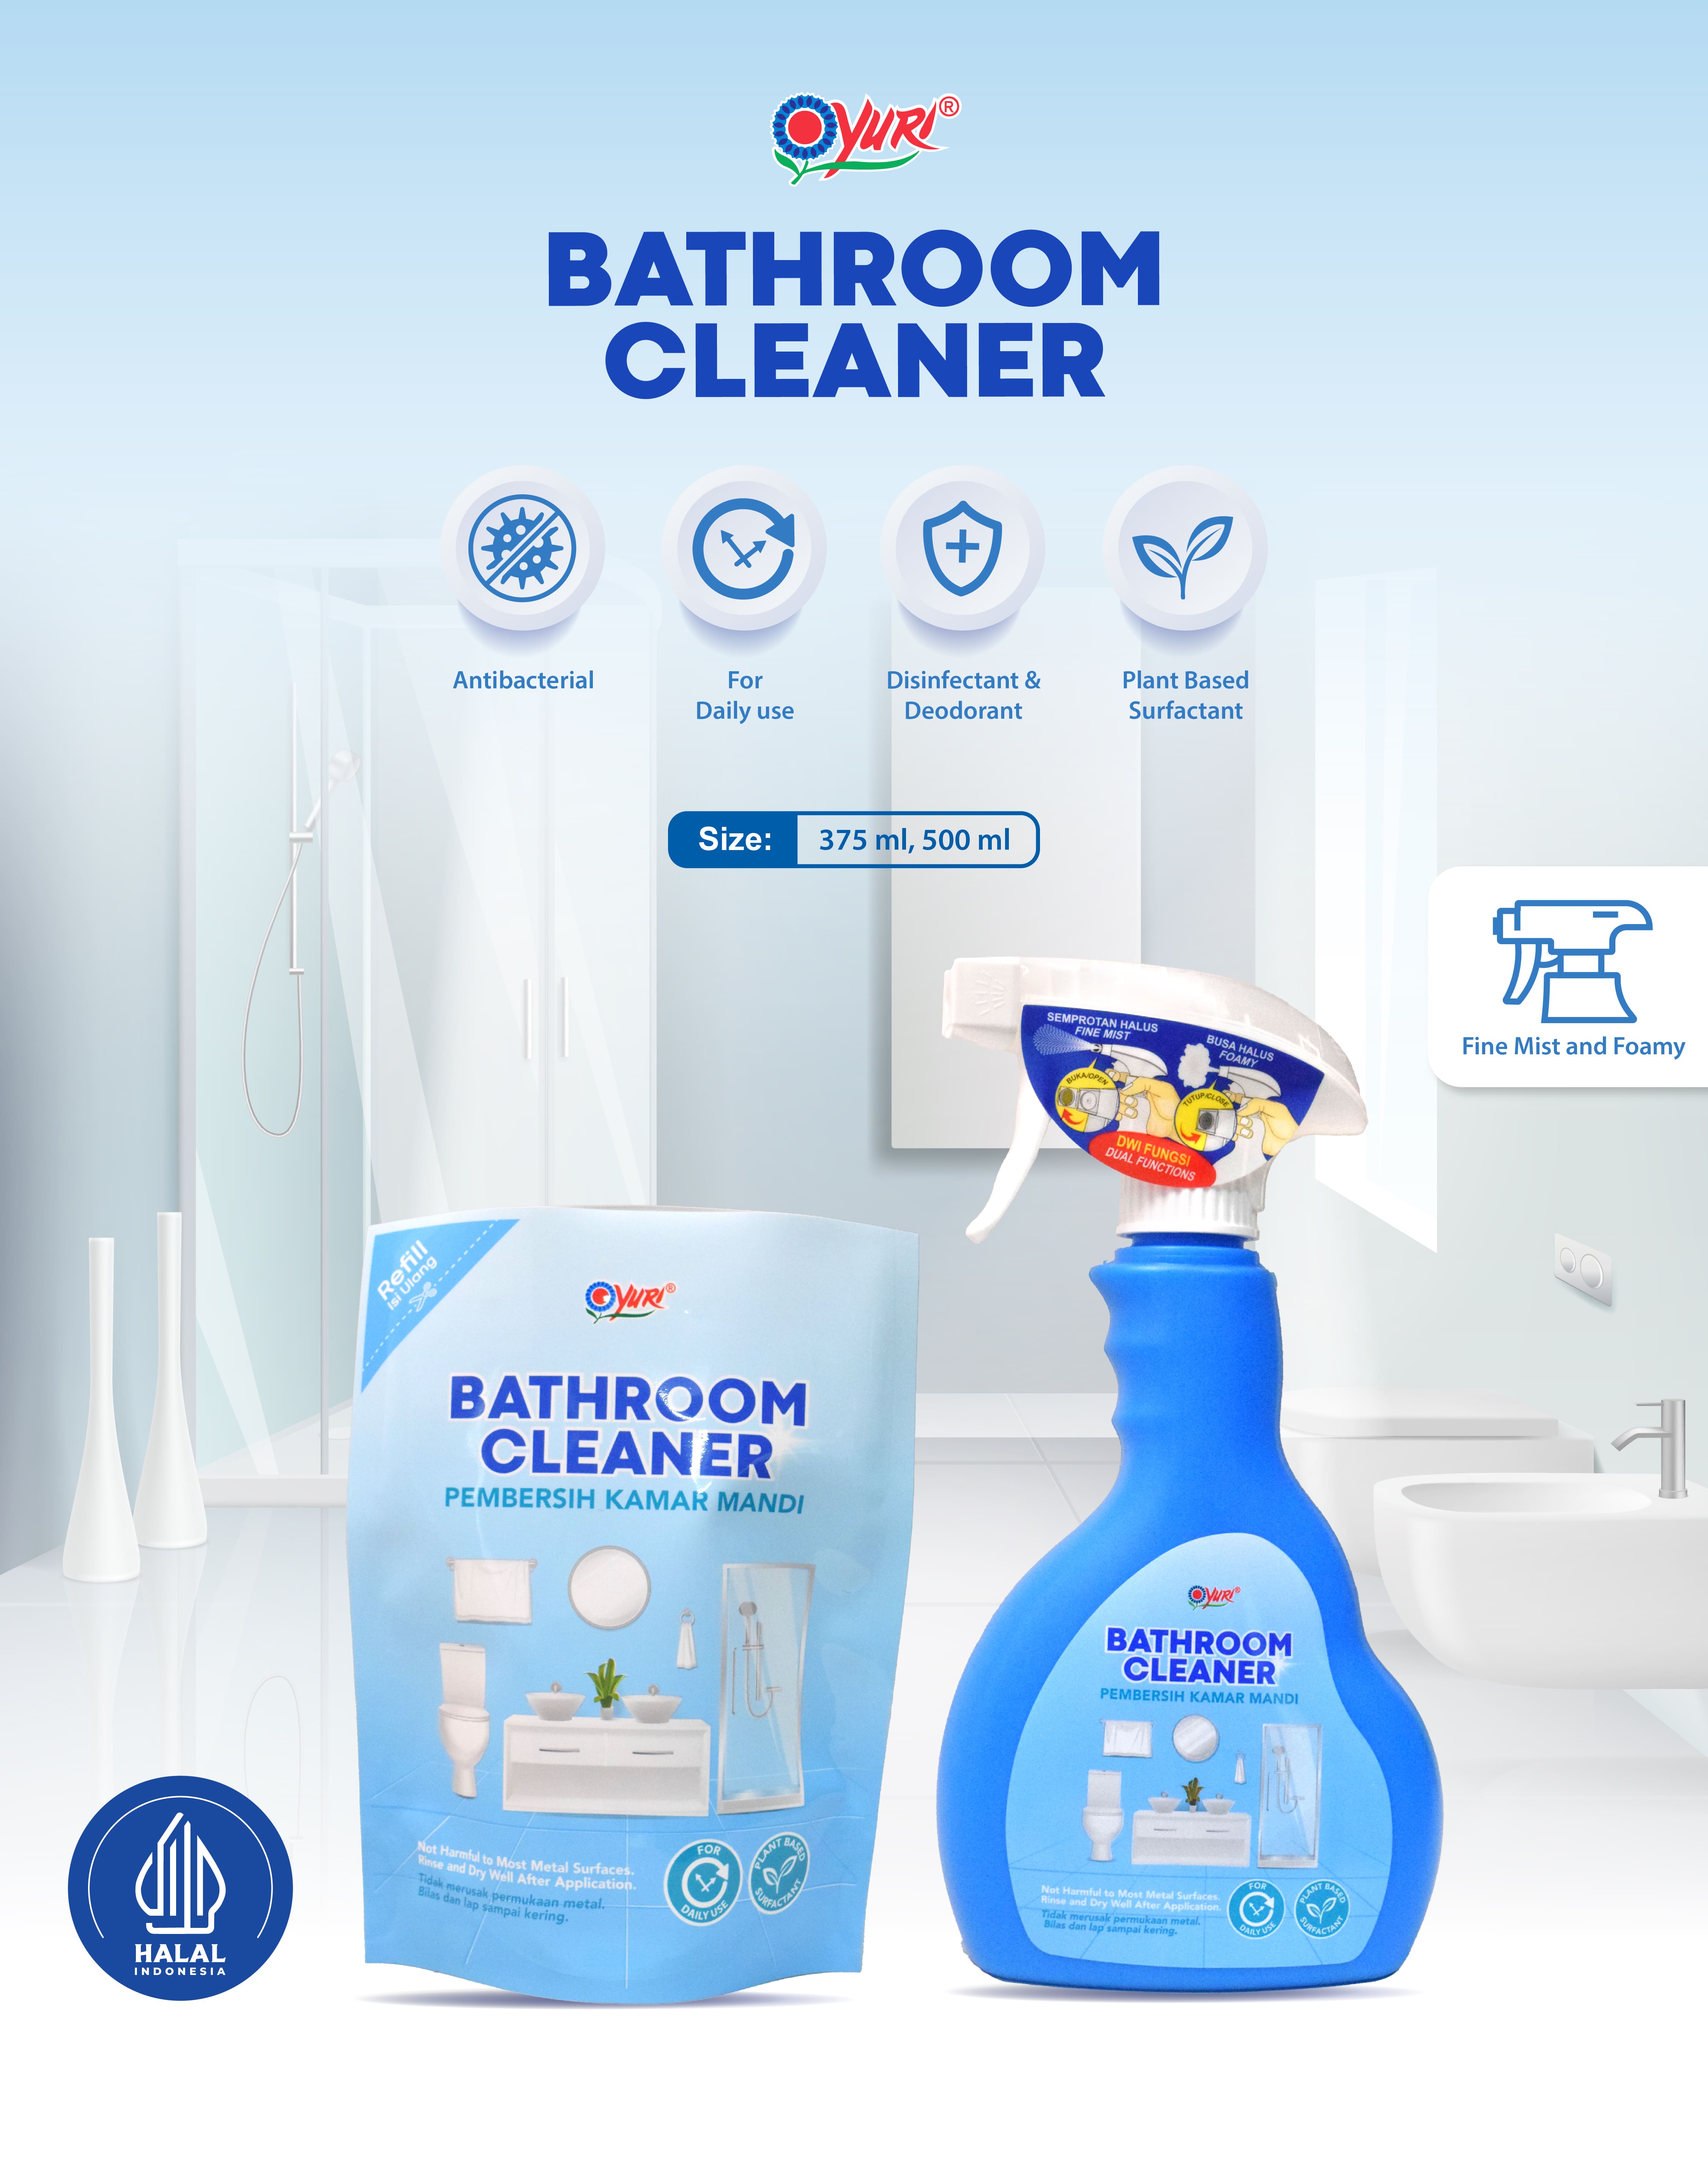 YURI®
BATHROOM
CLEANER
Antibacterial
For
Daily use
Disinfectant &
Deodorant
Plant Based
Surfactant
Size: 375 ml, 500 ml
Fine Mist and Foamy
SEMPROTAN HALUS
FINE MIST
BUSA HALUS
FOAMY
BUKA/OPEN
TUTUP/CLOSE
DWI FUNGSI
DUAL FUNCTIONS
Refill
Isi Ulang
YURI®
BATHROOM
CLEANER
PEMBERSIH KAMAR MANDI
Not Harmful to Most Metal Surfaces.
Rinse and Dry Well After Application.
Tidak merusak permukaan metal.
Bilas dan lap sampai kering.
FOR
DAILY USE
PLANT BASED
SURFACTANT
YURI®
BATHROOM
CLEANER
PEMBERSIH KAMAR MANDI
Not Harmful to Most Metal Surfaces.
Rinse and Dry Well After Application.
Tidak merusak permukaan metal.
Bilas dan lap sampai kering.
FOR
DAILY USE
PLANT BASED
SURFACTANT
HALAL
INDONESIA